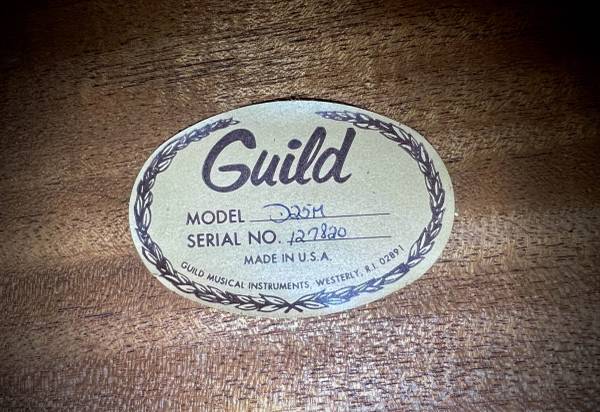 Guild
MODEL D25M
SERIAL NO. 127820
MADE IN U.S.A.
GUILD MUSICAL INSTRUMENTS, WESTERLY, R.I. 02891